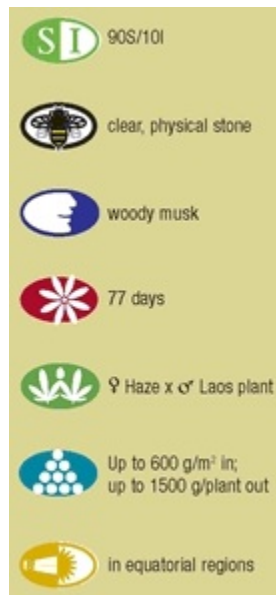 S I 90S/10I
clear, physical stone
woody musk
77 days
♀ Haze x ♂ Laos plant
Up to 600 g/m² in;
up to 1500 g/plant out
in equatorial regions